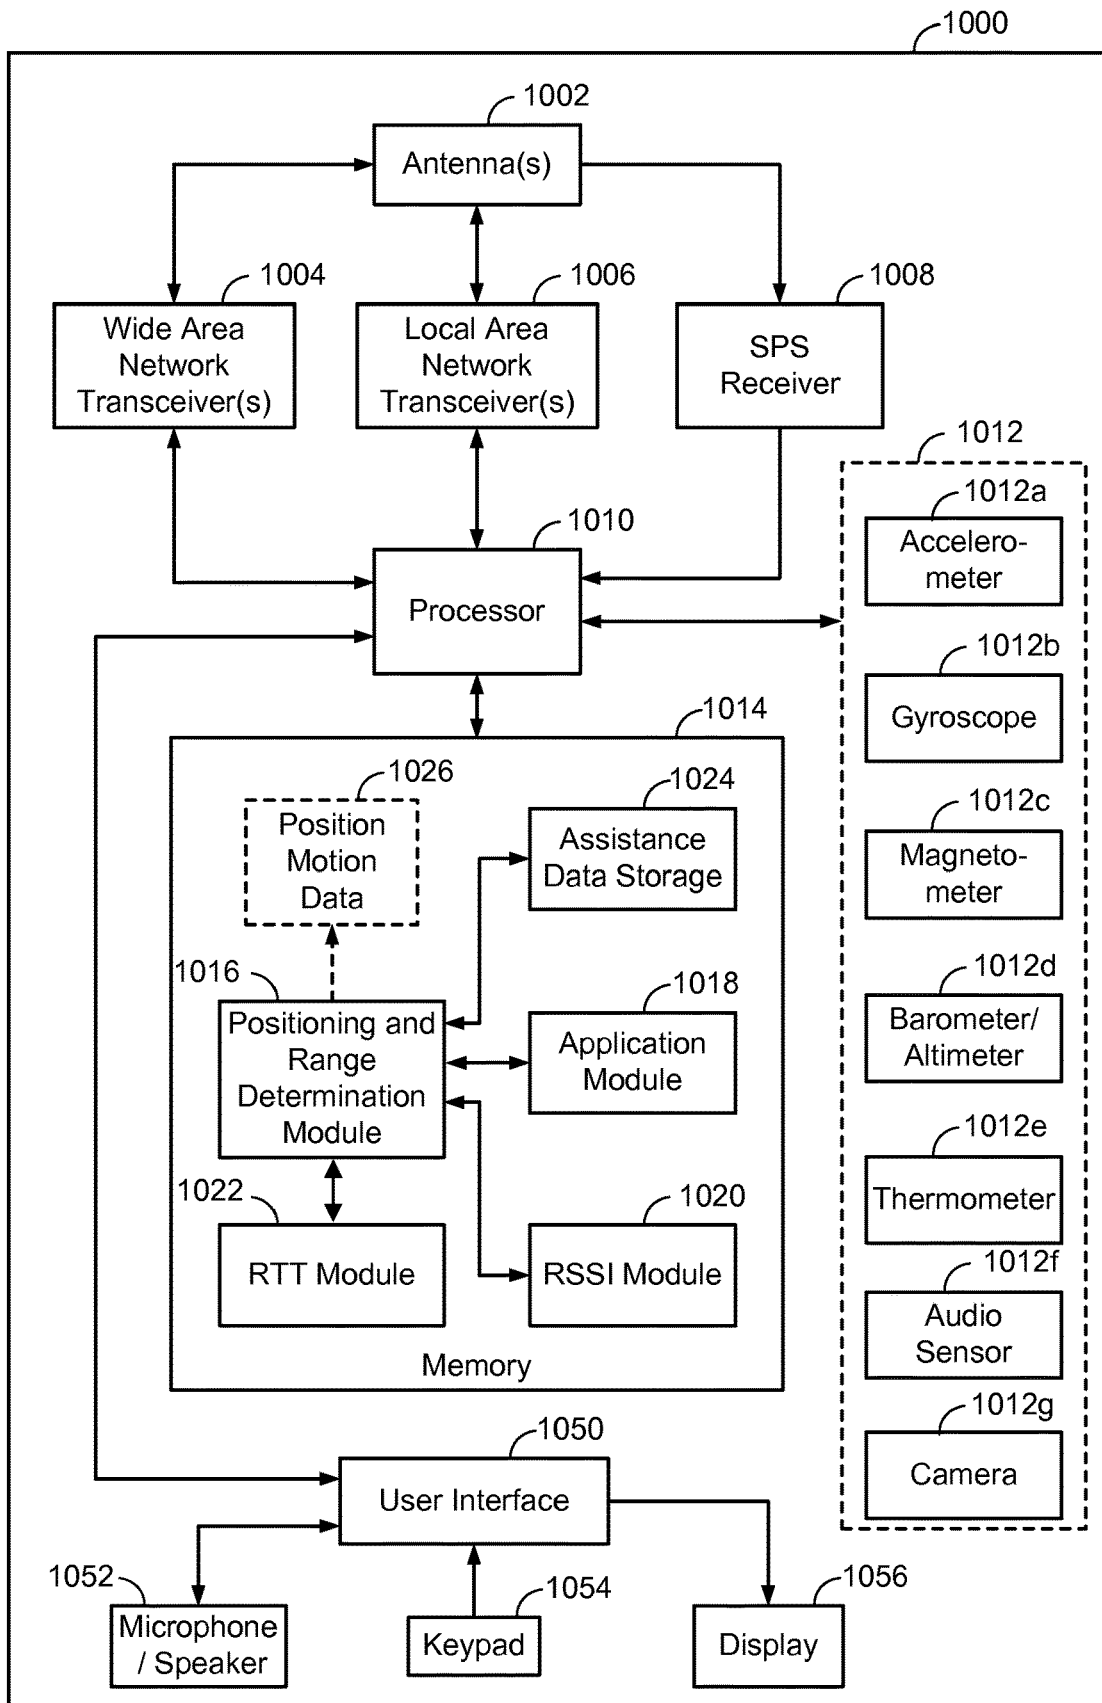 1000
1002
Antenna(s)
1004
Wide Area
Network
Transceiver(s)
1006
Local Area
Network
Transceiver(s)
1008
SPS
Receiver
1010
Processor
1012
1012a
Accelero-
meter
1012b
Gyroscope
1012c
Magneto-
meter
1012d
Barometer/
Altimeter
1012e
Thermometer
1012f
Audio
Sensor
1012g
Camera
1014
1026
Position
Motion
Data
1024
Assistance
Data Storage
1016
Positioning and
Range
Determination
Module
1018
Application
Module
1022
RTT Module
1020
RSSI Module
Memory
1050
User Interface
1052
Microphone
/ Speaker
1054
Keypad
1056
Display